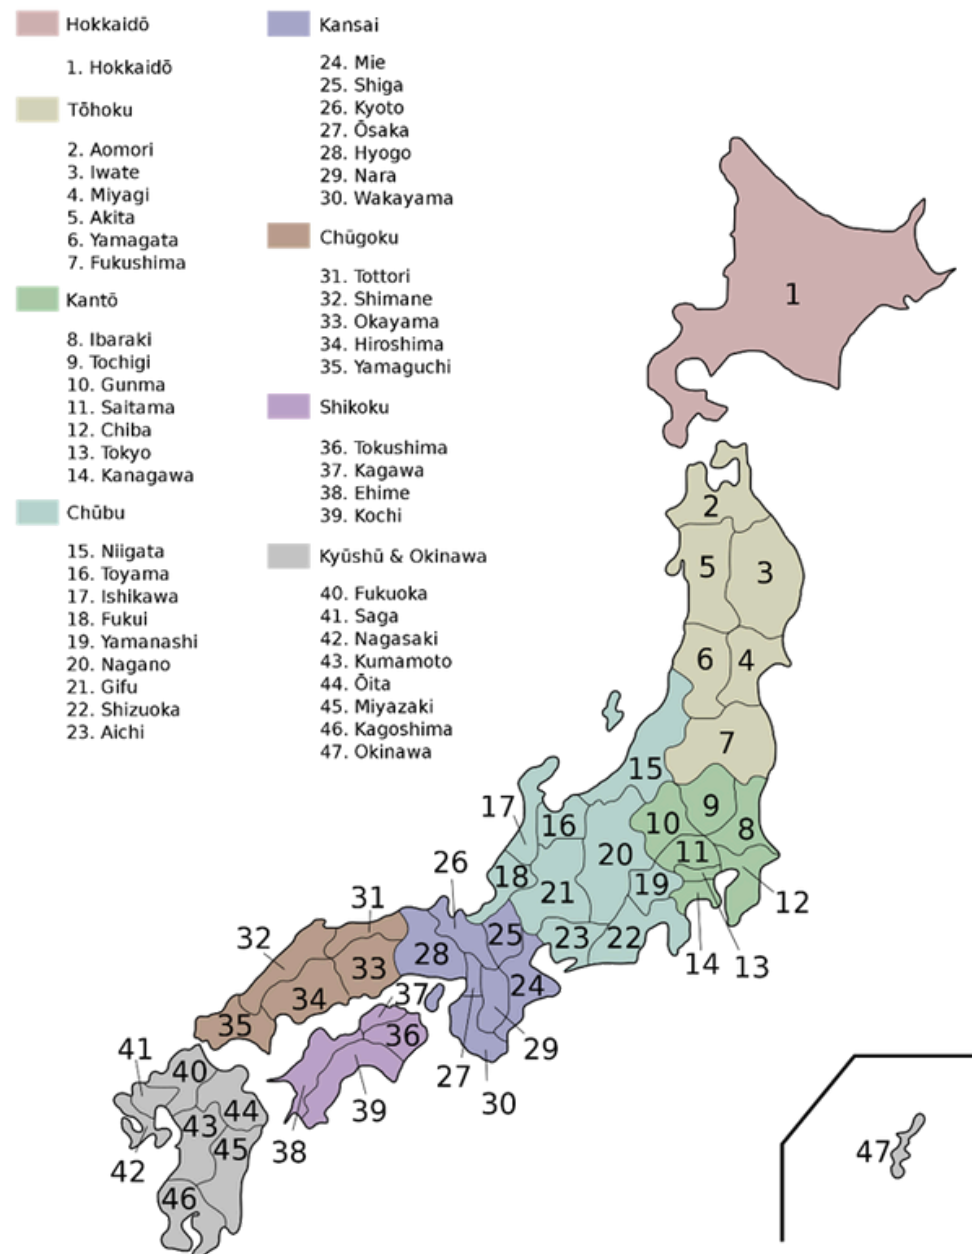 Hokkaidō
1. Hokkaidō
Tōhoku
2. Aomori
3. Iwate
4. Miyagi
5. Akita
6. Yamagata
7. Fukushima
Kantō
8. Ibaraki
9. Tochigi
10. Gunma
11. Saitama
12. Chiba
13. Tokyo
14. Kanagawa
Chūbu
15. Niigata
16. Toyama
17. Ishikawa
18. Fukui
19. Yamanashi
20. Nagano
21. Gifu
22. Shizuoka
23. Aichi
Kansai
24. Mie
25. Shiga
26. Kyoto
27. Ōsaka
28. Hyogo
29. Nara
30. Wakayama
Chūgoku
31. Tottori
32. Shimane
33. Okayama
34. Hiroshima
35. Yamaguchi
Shikoku
36. Tokushima
37. Kagawa
38. Ehime
39. Kochi
Kyūshū & Okinawa
40. Fukuoka
41. Saga
42. Nagasaki
43. Kumamoto
44. Ōita
45. Miyazaki
46. Kagoshima
47. Okinawa
1
2
5
3
6
4
7
15
17
16
10
9
8
11
20
26
18
21
19
12
31
32
28
25
23
22
14
13
33
34
37
24
35
36
29
41
40
27
30
39
44
43
38
45
42
46
47